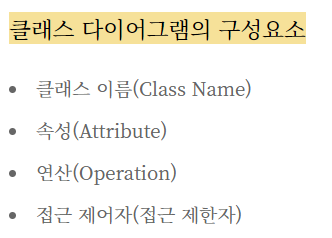 클래스 다이어그램의 구성요소
클래스 이름(Class Name)
속성(Attribute)
연산(Operation)
접근 제어자(접근 제한자)